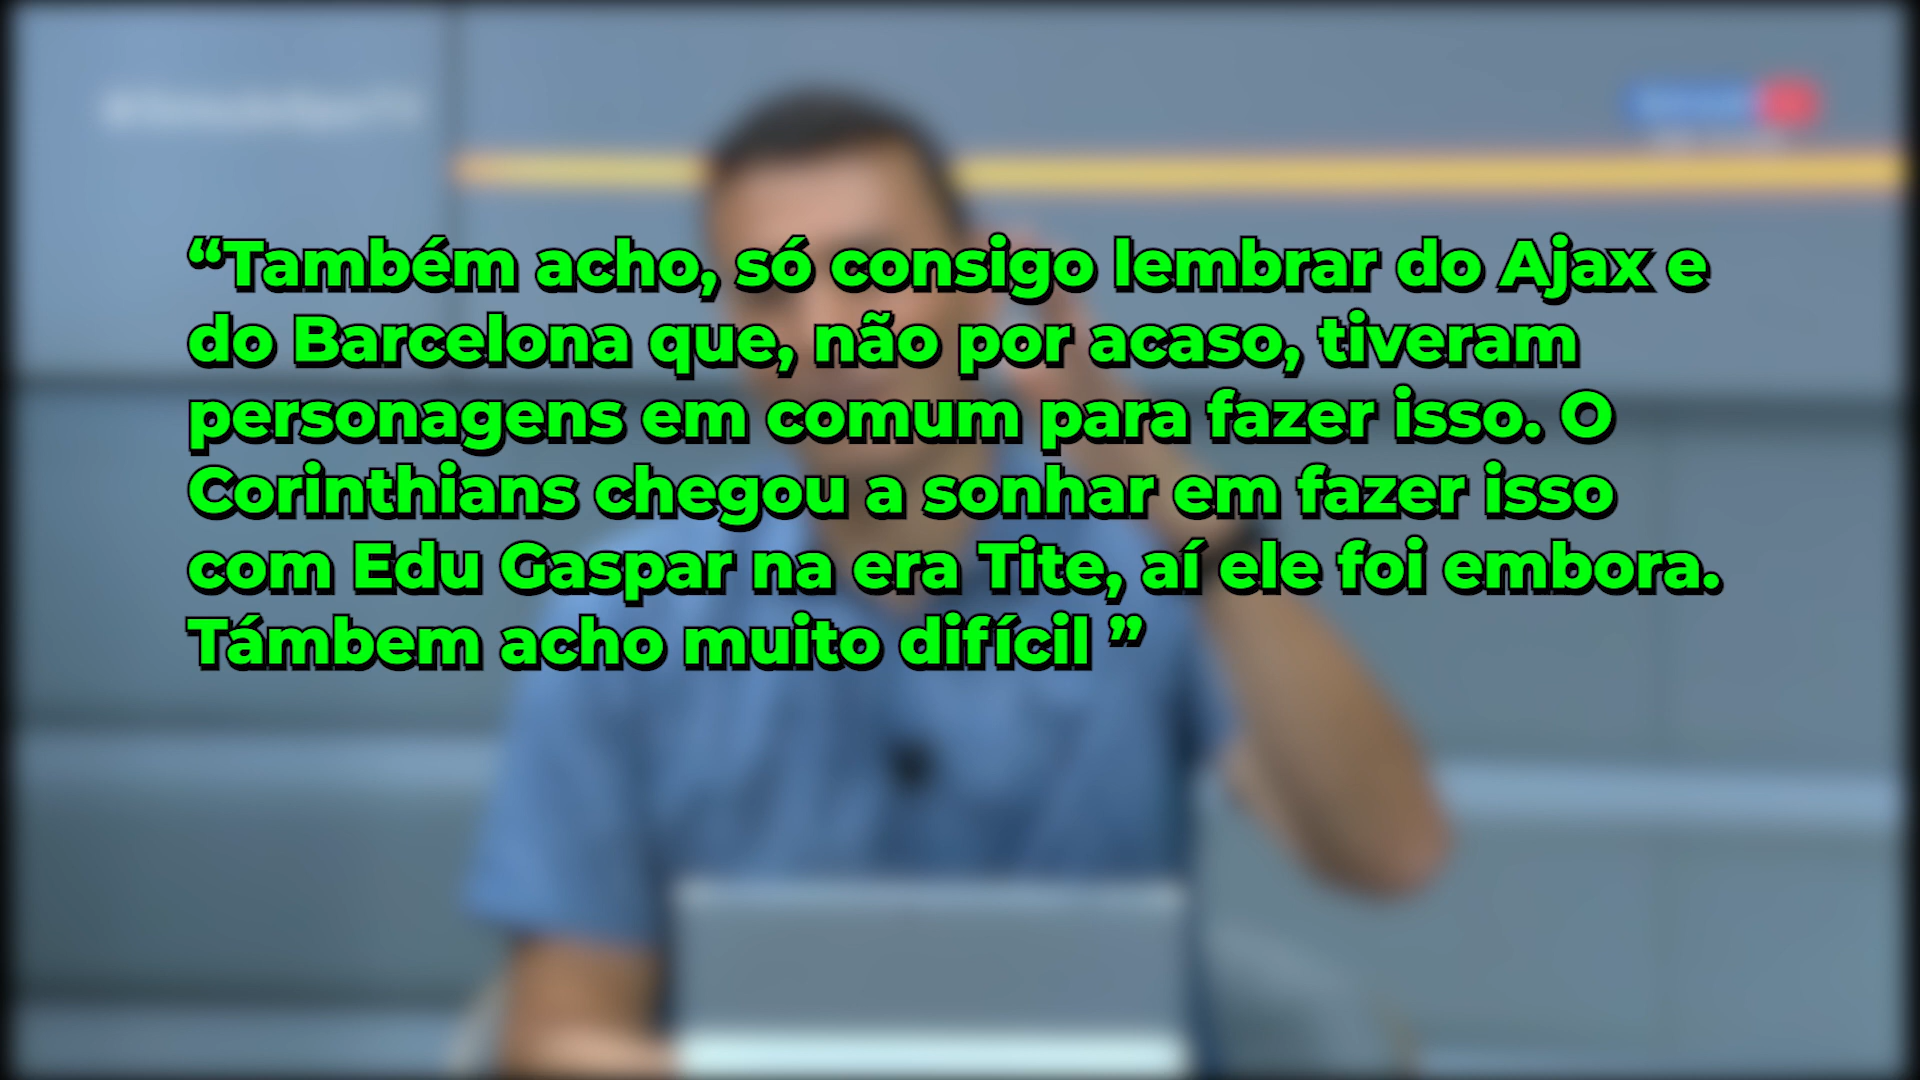 “Também acho, só consigo lembrar do Ajax e
do Barcelona que, não por acaso, tiveram
personagens em comum para fazer isso. O
Corinthians chegou a sonhar em fazer isso
com Edu Gaspar na era Tite, aí ele foi embora.
Támbem acho muito difícil ”